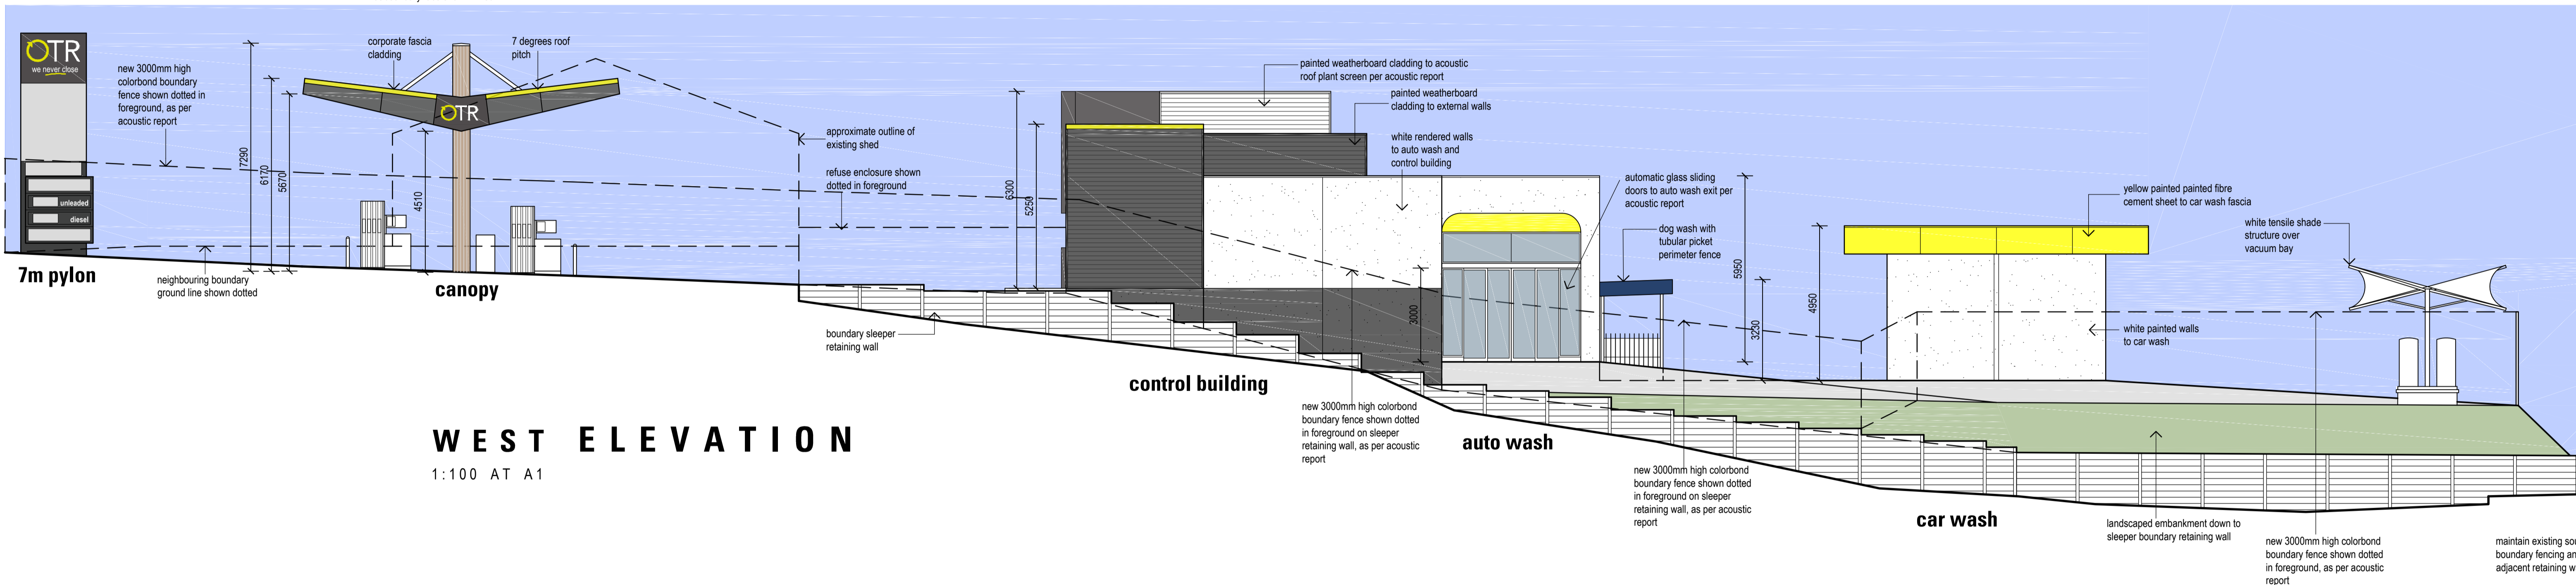 OTR
we never close
unleaded
diesel
7m pylon
new 3000mm high
colorbond boundary
fence shown dotted in
foreground, as per
acoustic report
neighbouring boundary
ground line shown dotted
7290
6170
5670
corporate fascia
cladding
7 degrees roof
pitch
OTR
4510
canopy
approximate outline of
existing shed
refuse enclosure shown
dotted in foreground
boundary sleeper
retaining wall
6300
5250
painted weatherboard cladding to acoustic
roof plant screen per acoustic report
painted weatherboard
cladding to external walls
white rendered walls
to auto wash and
control building
control building
new 3000mm high colorbond
boundary fence shown dotted
in foreground on sleeper
retaining wall, as per acoustic
report
3000
automatic glass sliding
doors to auto wash exit per
acoustic report
dog wash with
tubular picket
perimeter fence
auto wash
new 3000mm high colorbond
boundary fence shown dotted
in foreground on sleeper
retaining wall, as per acoustic
report
5950
3230
4950
yellow painted painted fibre
cement sheet to car wash fascia
white painted walls
to car wash
car wash
white tensile shade
structure over
vacuum bay
landscaped embankment down to
sleeper boundary retaining wall
new 3000mm high colorbond
boundary fence shown dotted
in foreground, as per acoustic
report
maintain existing
boundary fencing
adjacent retaining
WEST ELEVATION
1:100 AT A1